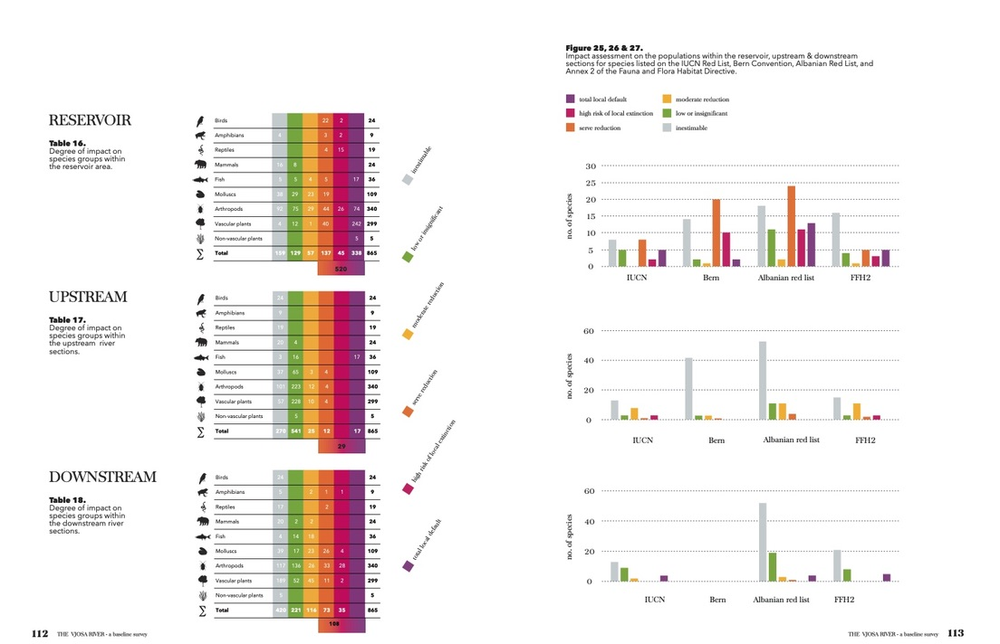 RESERVOIR
Table 16.
Degree of impact on
species groups within
the reservoir area.
Birds 22 2 24
Amphibians 4 3 2 9
Reptiles 4 15 19
Mammals 16 8 24
Fish 5 5 4 5 17 36
Molluscs 38 29 23 19 109
Arthropods 92 75 29 44 26 74 340
Vascular plants 4 12 1 40 242 299
Non-vascular plants 5 5
∑ Total 159 129 57 137 45 338 865
520
UPSTREAM
Table 17.
Degree of impact on
species groups within
the upstream river
sections.
Birds 24 24
Amphibians 9 9
Reptiles 19 19
Mammals 20 4 24
Fish 3 16 17 36
Molluscs 37 65 3 4 109
Arthropods 101 223 12 4 340
Vascular plants 57 228 10 4 299
Non-vascular plants 5 5
∑ Total 270 541 25 12 17 865
29
DOWNSTREAM
Table 18.
Degree of impact on
species groups within
the downstream river
sections.
Birds 24 24
Amphibians 5 2 1 1 9
Reptiles 17 2 19
Mammals 20 2 2 24
Fish 4 14 18 36
Molluscs 39 17 23 26 4 109
Arthropods 117 136 26 33 28 340
Vascular plants 189 52 45 11 2 299
Non-vascular plants 5 5
∑ Total 420 221 116 73 35 865
108
inestimable
low or insignificant
moderate reduction
serve reduction
high risk of local extinction
total local default
112 THE VJOSA RIVER - a baseline survey
Figure 25, 26 & 27.
Impact assessment on the populations within the reservoir, upstream & downstream
sections for species listed on the IUCN Red List, Bern Convention, Albanian Red List, and
Annex 2 of the Fauna and Flora Habitat Directive.
total local default moderate reduction
high risk of local extinction low or insignificant
serve reduction inestimable
no. of species
30
25
20
15
10
5
0
IUCN Bern Albanian red list FFH2
no. of species
60
40
20
0
IUCN Bern Albanian red list FFH2
no. of species
60
40
20
0
IUCN Bern Albanian red list FFH2
THE VJOSA RIVER - a baseline survey 113